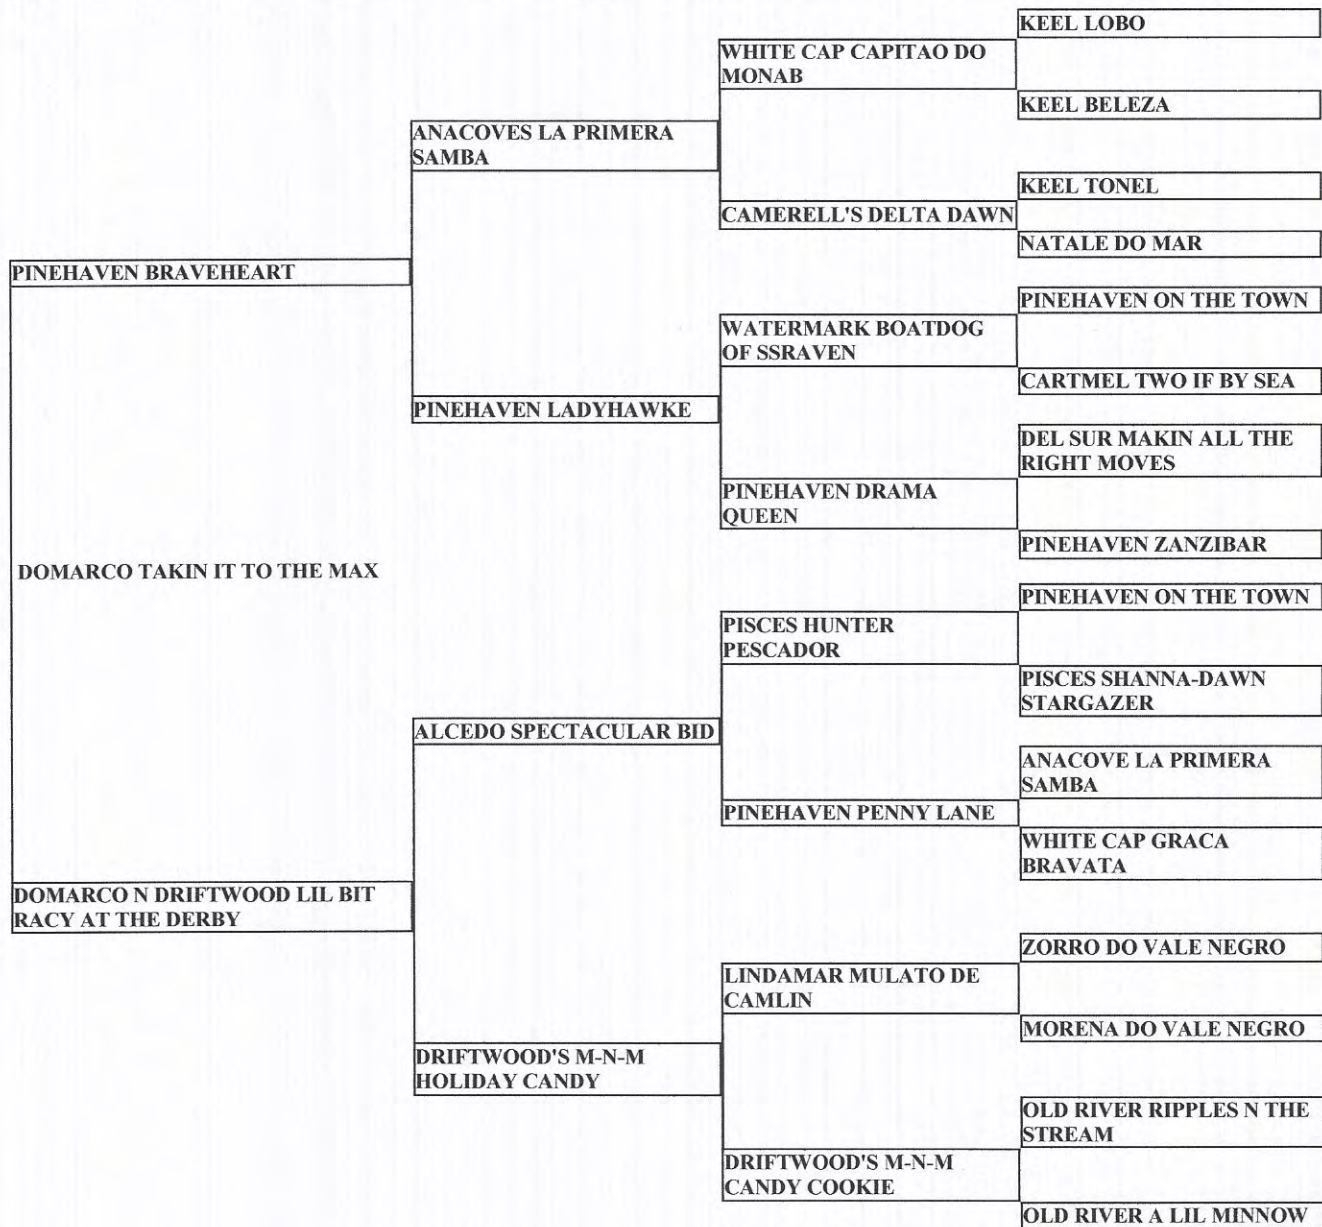 KEEL LOBO
WHITE CAP CAPITAO DO
MONAB
KEEL BELEZA
ANACOVES LA PRIMERA
SAMBA
KEEL TONEL
CAMERELL'S DELTA DAWN
NATALE DO MAR
PINEHAVEN BRAVEHEART
PINEHAVEN ON THE TOWN
WATERMARK BOATDOG
OF SSRAVEN
CARTMEL TWO IF BY SEA
PINEHAVEN LADYHAWKE
DEL SUR MAKIN ALL THE
RIGHT MOVES
PINEHAVEN DRAMA
QUEEN
PINEHAVEN ZANZIBAR
DOMARCO TAKIN IT TO THE MAX
PINEHAVEN ON THE TOWN
PISCES HUNTER
PESCADOR
PISCES SHANNA-DAWN
STARGAZER
ALCEDO SPECTACULAR BID
ANACOVE LA PRIMERA
SAMBA
PINEHAVEN PENNY LANE
WHITE CAP GRACA
BRAVATA
DOMARCO N DRIFTWOOD LIL BIT
RACY AT THE DERBY
ZORRO DO VALE NEGRO
LINDAMAR MULATO DE
CAMLIN
MORENA DO VALE NEGRO
DRIFTWOOD'S M-N-M
HOLIDAY CANDY
OLD RIVER RIPPLES N THE
STREAM
DRIFTWOOD'S M-N-M
CANDY COOKIE
OLD RIVER A LIL MINNOW